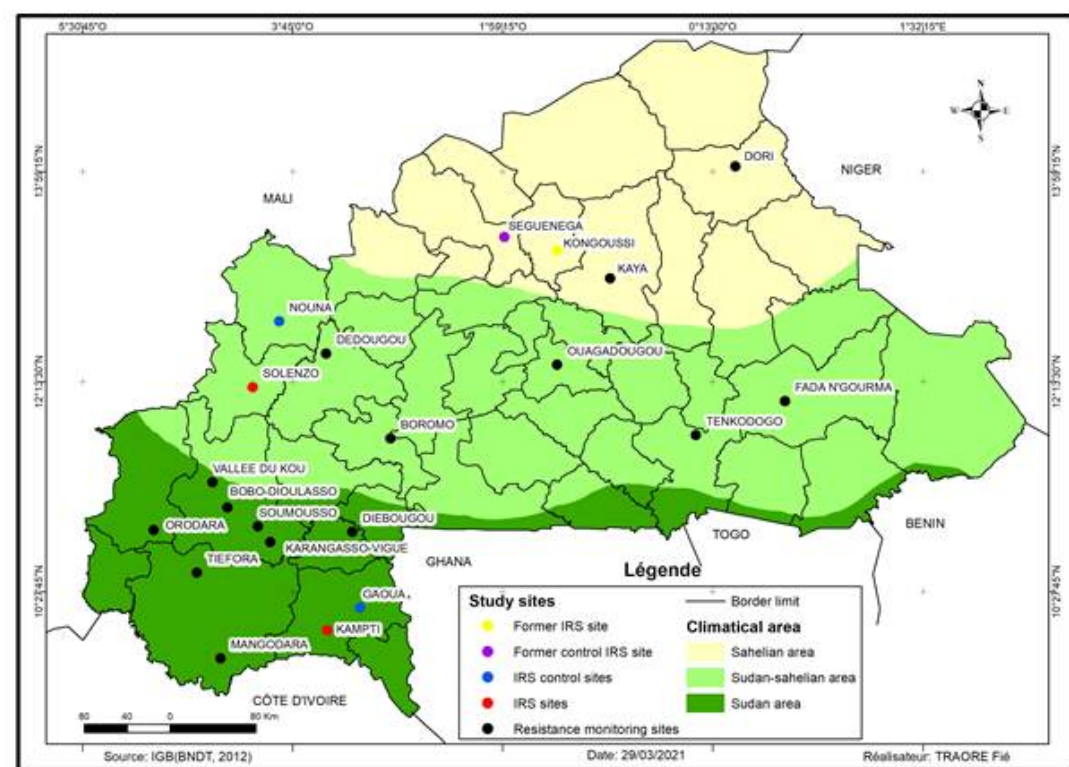 5°30'45"O 3°45'0"O 1°59'15"O 0°13'30"O 1°32'15"E
N
W E
S
DORI
13°59'15"N 13°59'15"N
NIGER
MALI
SEGUENEGA
KONGOUSSI
KAYA
NOUNA
DEDOUGOU
OUAGADOUGOU
SOLENZO
12°13'30"N 12°13'30"N
FADA N'GOURMA
BOROMO
TENKODOGO
VALLEE DU KOU
BOBO-DIOULASSO
SOUMOUSSO
ORODARA
DIEBOUGOU
BENIN
TOGO
KARANGASSO-VIGUE
TIEFORA
GHANA
Légende
10°27'45"N 10°27'45"N
GAOUA
KAMPTI
MANGODARA
CÔTE D'IVOIRE
Study sites
Former IRS site
Former control IRS site
IRS control sites
IRS sites
Resistance monitoring sites
Border limit
Climatical area
Sahelian area
Sudan-sahelian area
Sudan area
80 40 0 80 Km
Source: IGB(BNDT, 2012) Date: 29/03/2021 Réalisateur: TRAORE Fié